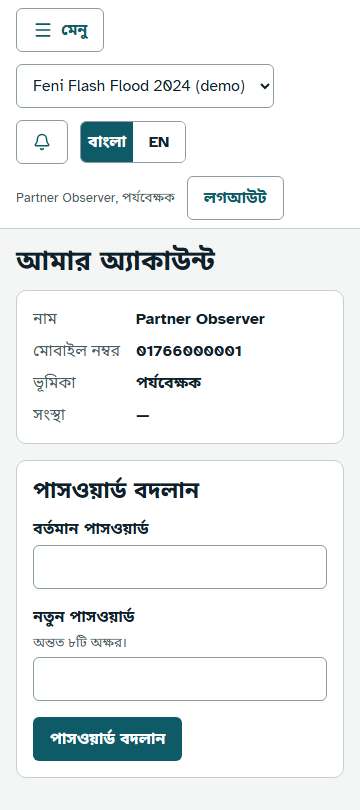 মেনু
Feni Flash Flood 2024 (demo)
বাংলা EN
Partner Observer, পর্যবেক্ষক লগআউট
আমার অ্যাকাউন্ট
নাম Partner Observer
মোবাইল নম্বর 01766000001
ভূমিকা পর্যবেক্ষক
সংস্থা —
পাসওয়ার্ড বদলান
বর্তমান পাসওয়ার্ড
নতুন পাসওয়ার্ড
অন্তত ৮টি অক্ষর।
পাসওয়ার্ড বদলান